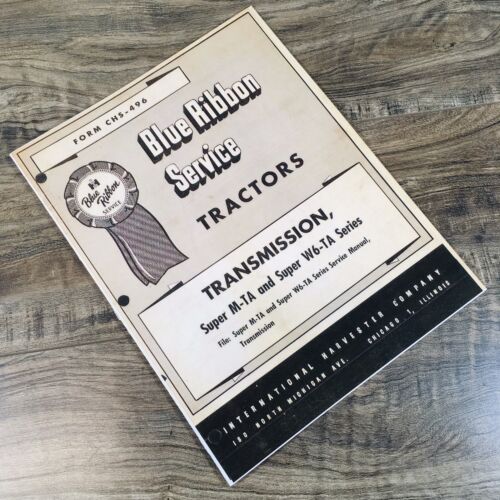 FORM CHS-496
Blue Ribbon
Service
TRACTORS
Blue
Ribbon
SERVICE
TRANSMISSION,
Super M-TA and Super W6-TA Series
File: Super M-TA and Super W6-TA Series Service Manual,
Transmission
INTERNATIONAL HARVESTER COMPANY
180 NORTH MICHIGAN AVE. CHICAGO 1, ILLINOIS